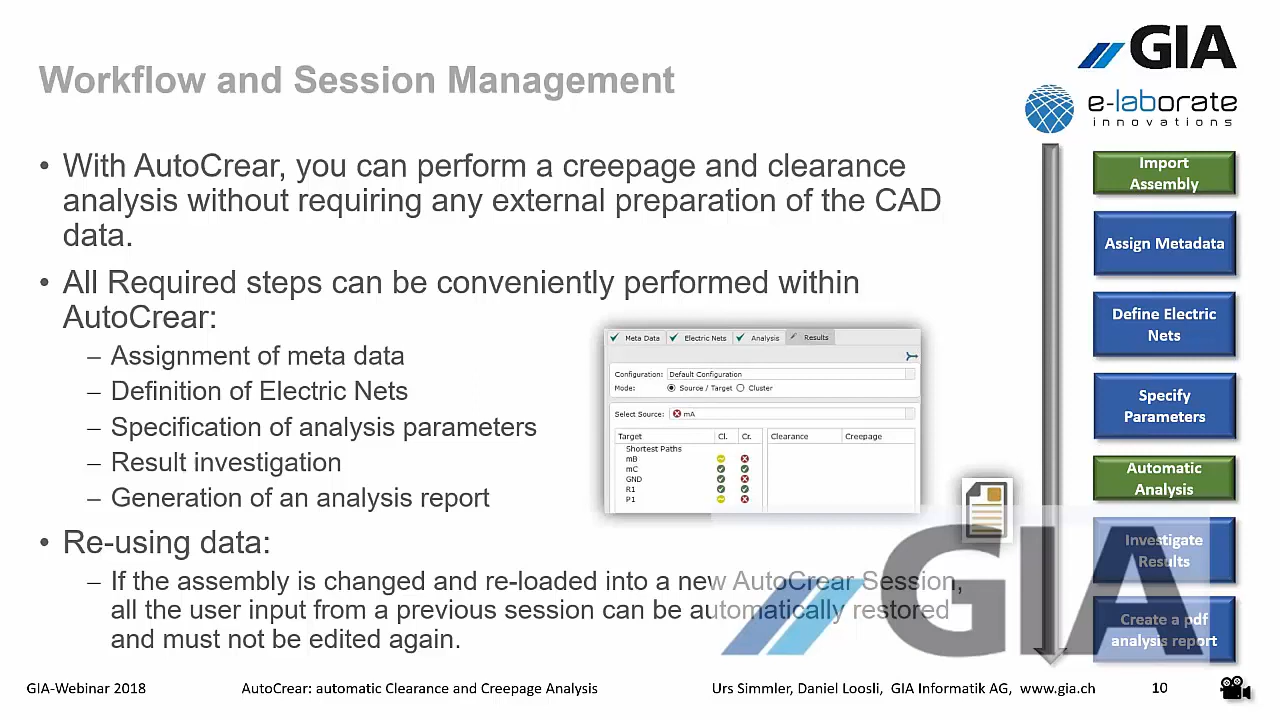 GIA
Workflow and Session Management
e-laborate
innovations
• With AutoCrear, you can perform a creepage and clearance
analysis without requiring any external preparation of the CAD
data.
• All Required steps can be conveniently performed within
AutoCrear:
– Assignment of meta data
– Definition of Electric Nets
– Specification of analysis parameters
– Result investigation
– Generation of an analysis report
• Re-using data:
– If the assembly is changed and re-loaded into a new AutoCrear Session,
all the user input from a previous session can be automatically restored
and must not be edited again.
Meta Data Electric Nets Analysis Results
Configuration: Default Configuration
Mode: Source / Target Cluster
Select Source: mA
Target Cl. Cr. Clearance Creepage
Shortest Paths
mB
mC
GND
R1
P1
Import
Assembly
Assign Metadata
Define Electric
Nets
Specify
Parameters
Automatic
Analysis
Investigate
Results
Create a pdf
analysis report
GIA
GIA-Webinar 2018 AutoCrear: automatic Clearance and Creepage Analysis Urs Simmler, Daniel Loosli, GIA Informatik AG, www.gia.ch 10